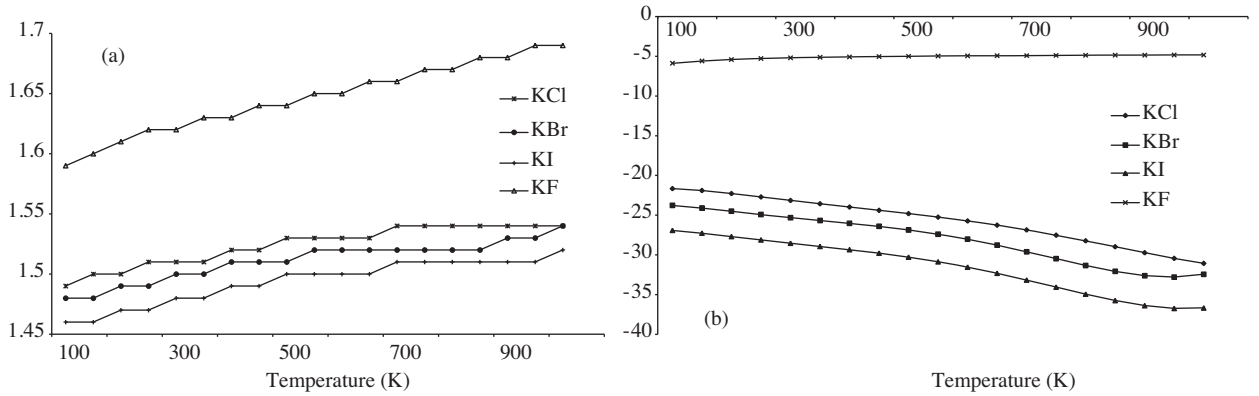 1.7
1.65
1.6
1.55
1.5
1.45
(a)
KCl
KBr
KI
KF
100 300 500 700 900
Temperature (K)
0
-5
-10
-15
-20
-25
-30
-35
-40
100 300 500 700 900
KCl
KBr
KI
KF
(b)
Temperature (K)